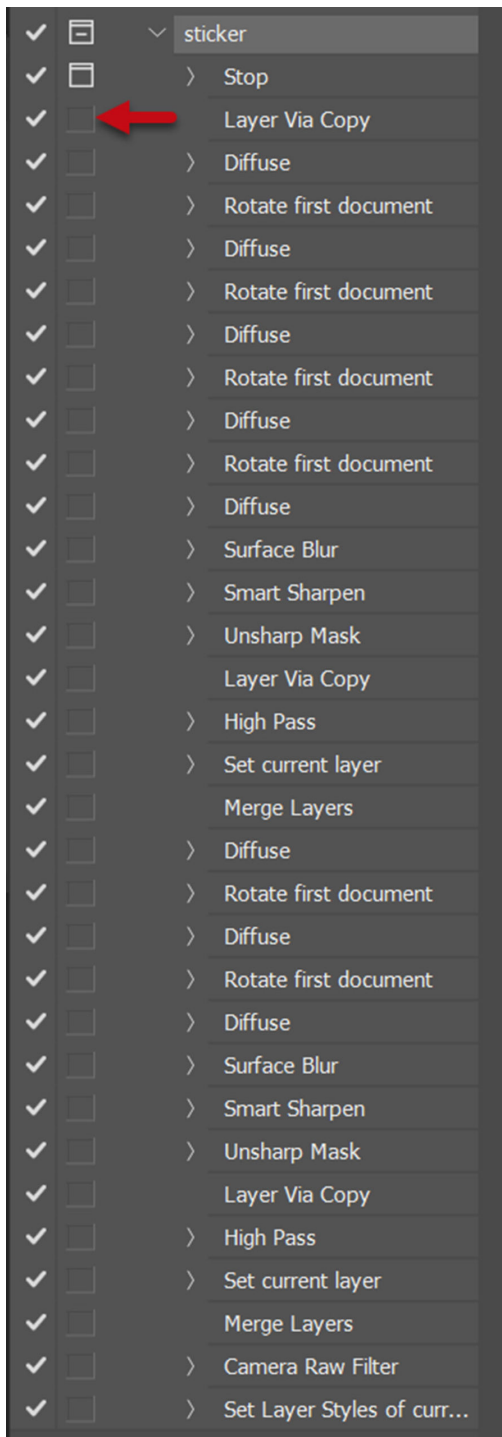 sticker
Stop
Layer Via Copy
Diffuse
Rotate first document
Diffuse
Rotate first document
Diffuse
Rotate first document
Diffuse
Rotate first document
Diffuse
Surface Blur
Smart Sharpen
Unsharp Mask
Layer Via Copy
High Pass
Set current layer
Merge Layers
Diffuse
Rotate first document
Diffuse
Rotate first document
Diffuse
Surface Blur
Smart Sharpen
Unsharp Mask
Layer Via Copy
High Pass
Set current layer
Merge Layers
Camera Raw Filter
Set Layer Styles of curr...